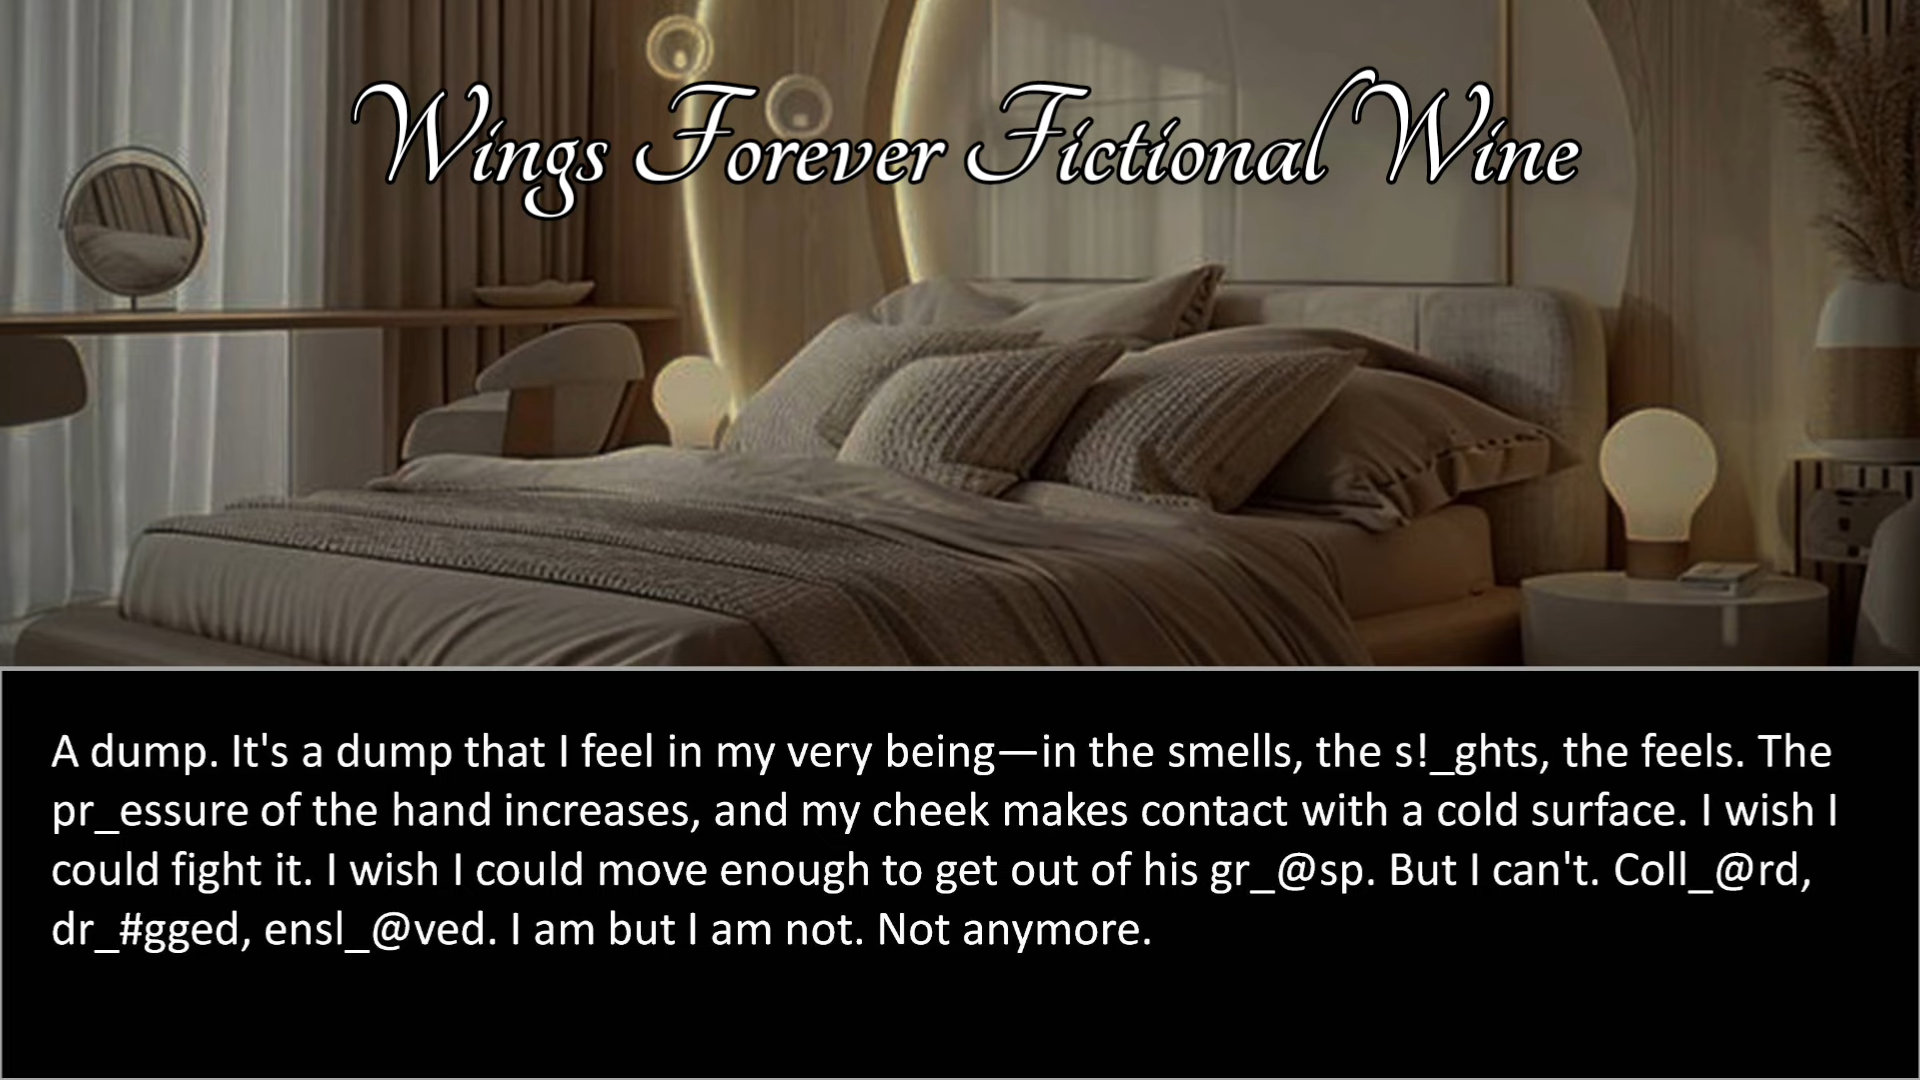 Wings Forever Fictional Wine
A dump. It's a dump that I feel in my very being—in the smells, the s!_ghts, the feels. The
pr_essure of the hand increases, and my cheek makes contact with a cold surface. I wish I
could fight it. I wish I could move enough to get out of his gr_@sp. But I can't. Coll_@rd,
dr_#gged, ensl_@ved. I am but I am not. Not anymore.